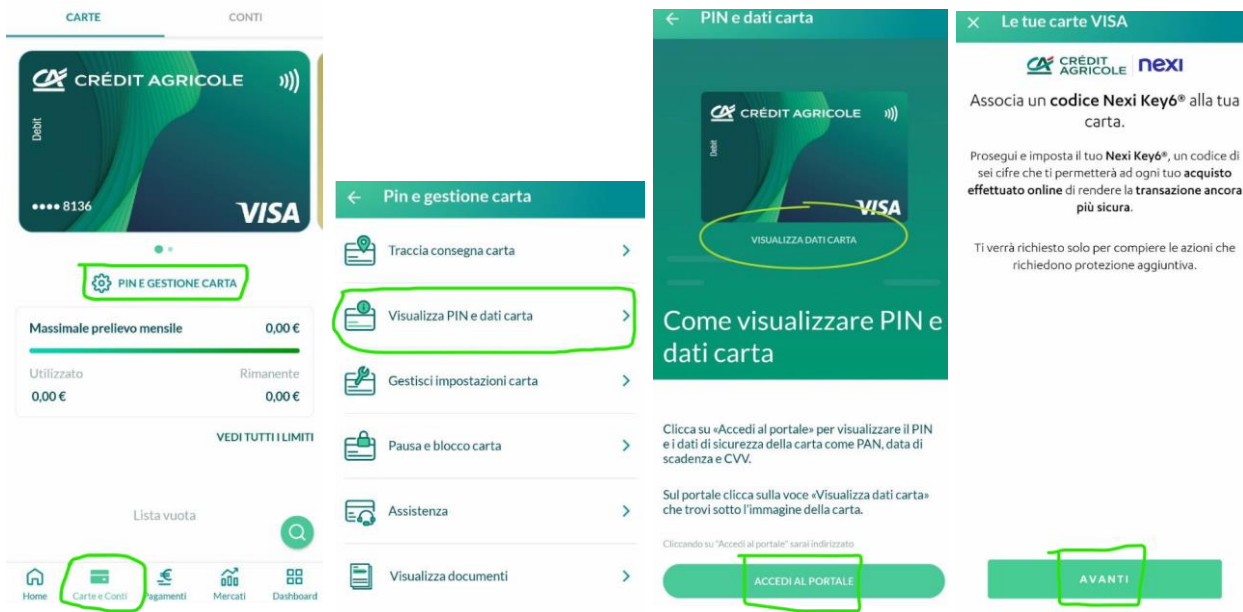 CARTE
CONTI
CRÉDIT AGRICOLE
Debit
•••• 8136
VISA
PIN E GESTIONE CARTA
Massimale prelievo mensile 0,00 €
Utilizzato Rimanente
0,00 € 0,00 €
VEDI TUTTI I LIMITI
Lista vuota
Home
Carte e Conti
Pagamenti
Mercati
Dashboard
Pin e gestione carta
Traccia consegna carta
Visualizza PIN e dati carta
Gestisci impostazioni carta
Pausa e blocco carta
Assistenza
Visualizza documenti
PIN e dati carta
CRÉDIT AGRICOLE
Debit
VISA
VISUALIZZA DATI CARTA
Come visualizzare PIN e
dati carta
Clicca su «Accedi al portale» per visualizzare il PIN
e i dati di sicurezza della carta come PAN, data di
scadenza e CVV.
Sul portale clicca sulla voce «Visualizza dati carta»
che trovi sotto l'immagine della carta.
Cliccando su "Accedi al portale" sarai indirizzato
ACCEDI AL PORTALE
Le tue carte VISA
CRÉDIT
AGRICOLE
nexi
Associa un codice Nexi Key6® alla tua
carta.
Prosegui e imposta il tuo Nexi Key6®, un codice di
sei cifre che ti permetterà ad ogni tuo acquisto
effettuato online di rendere la transazione ancora
più sicura.
Ti verrà richiesto solo per compiere le azioni che
richiedono protezione aggiuntiva.
AVANTI